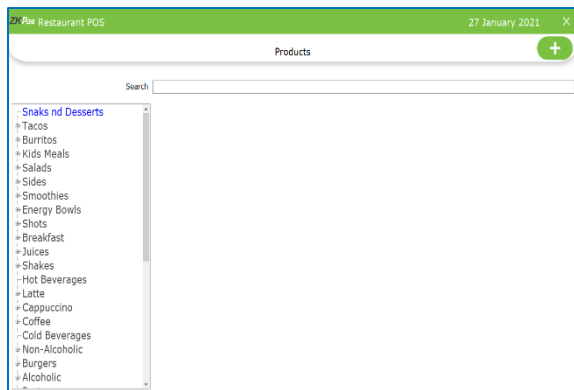 ZKPos Restaurant POS 27 January 2021 X
Products +
Search
Snaks nd Desserts
Tacos
Burritos
Kids Meals
Salads
Sides
Smoothies
Energy Bowls
Shots
Breakfast
Juices
Shakes
Hot Beverages
Latte
Cappuccino
Coffee
Cold Beverages
Non-Alcoholic
Burgers
Alcoholic